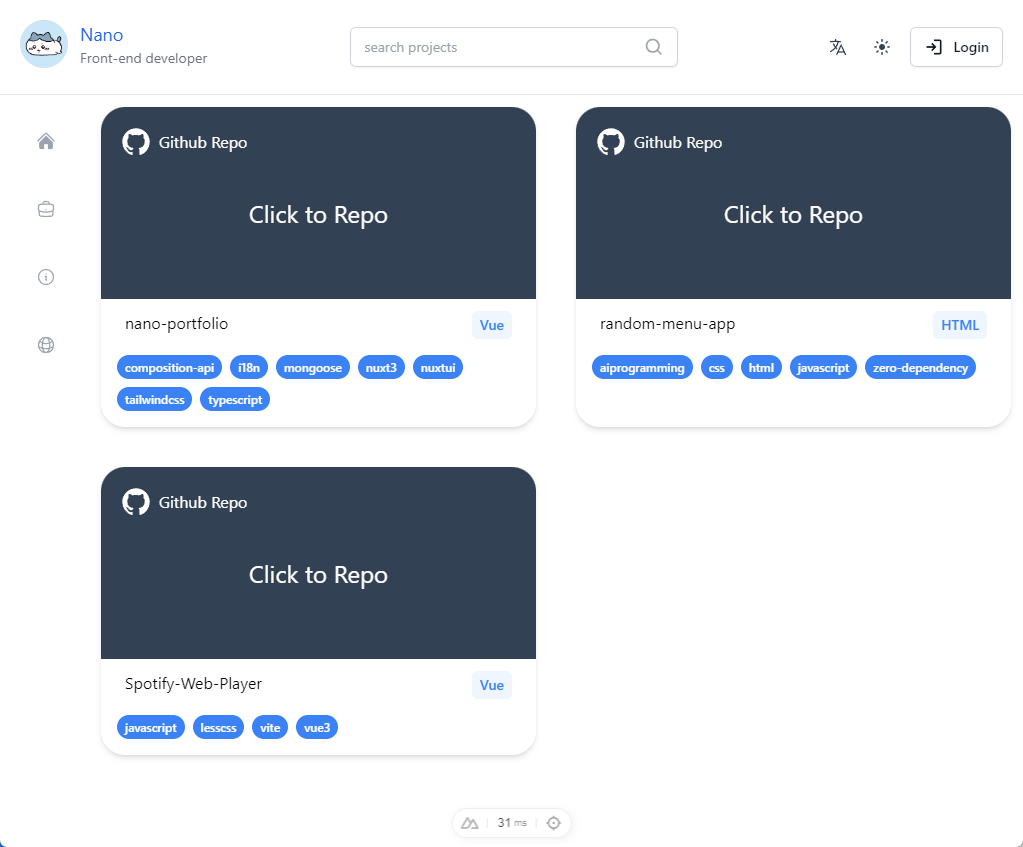 Nano
Front-end developer
search projects
Login
Github Repo
Click to Repo
nano-portfolio
Vue
composition-api i18n mongoose nuxt3 nuxtui
tailwindcss typescript
Github Repo
Click to Repo
random-menu-app
HTML
aiprogramming css html javascript zero-dependency
Github Repo
Click to Repo
Spotify-Web-Player
Vue
javascript lesscss vite vue3
31 ms